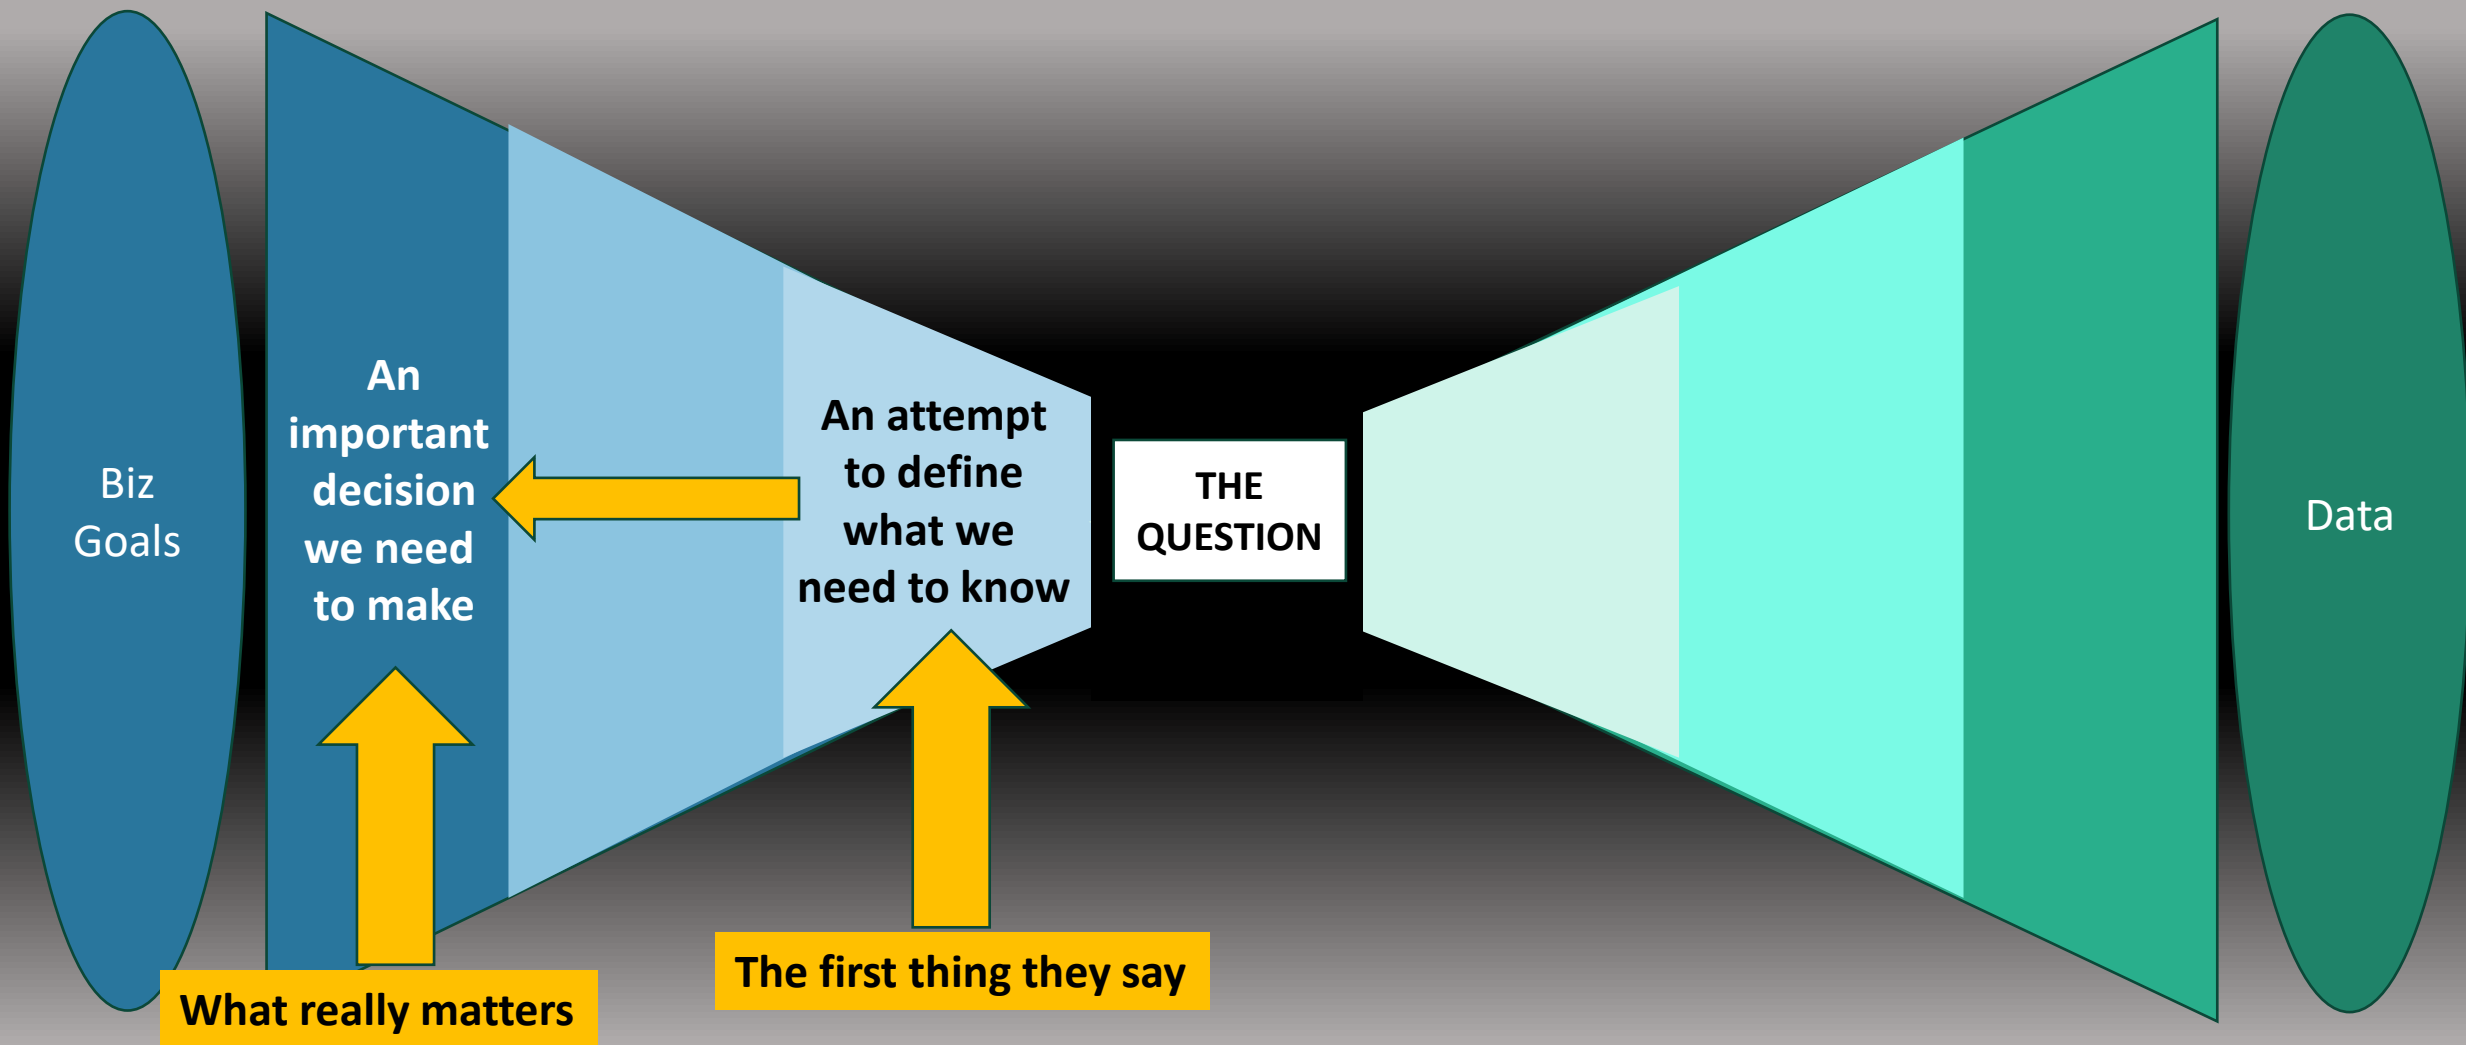 Biz
Goals
An
important
decision
we need
to make
An attempt
to define
what we
need to know
THE
QUESTION
Data
What really matters
The first thing they say